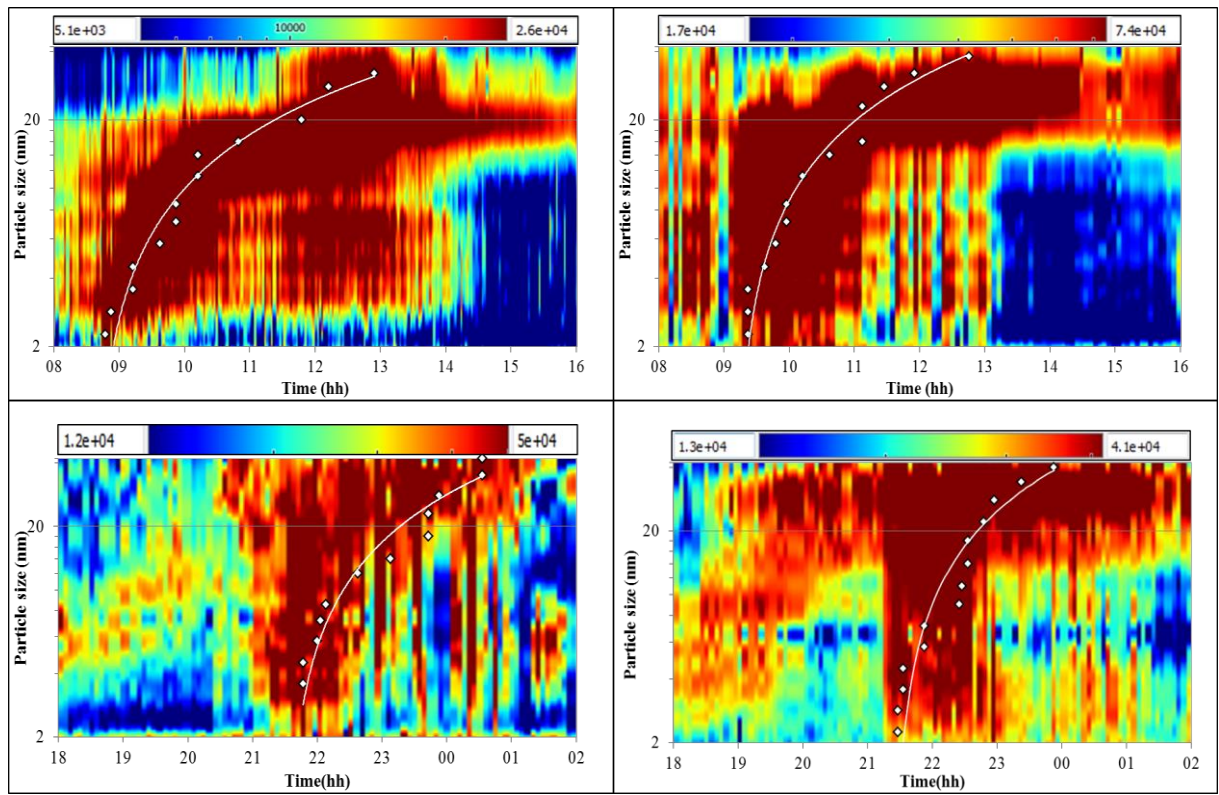 5.1e+03 10000 2.6e+04
Particle size (nm)
20
2
08 09 10 11 12 13 14 15 16
Time (hh)
1.7e+04 7.4e+04
Particle size (nm)
20
2
08 09 10 11 12 13 14 15 16
Time (hh)
1.2e+04 5e+04
Particle size (nm)
20
2
18 19 20 21 22 23 00 01 02
Time(hh)
1.3e+04 4.1e+04
Particle size (nm)
20
2
18 19 20 21 22 23 00 01 02
Time(hh)